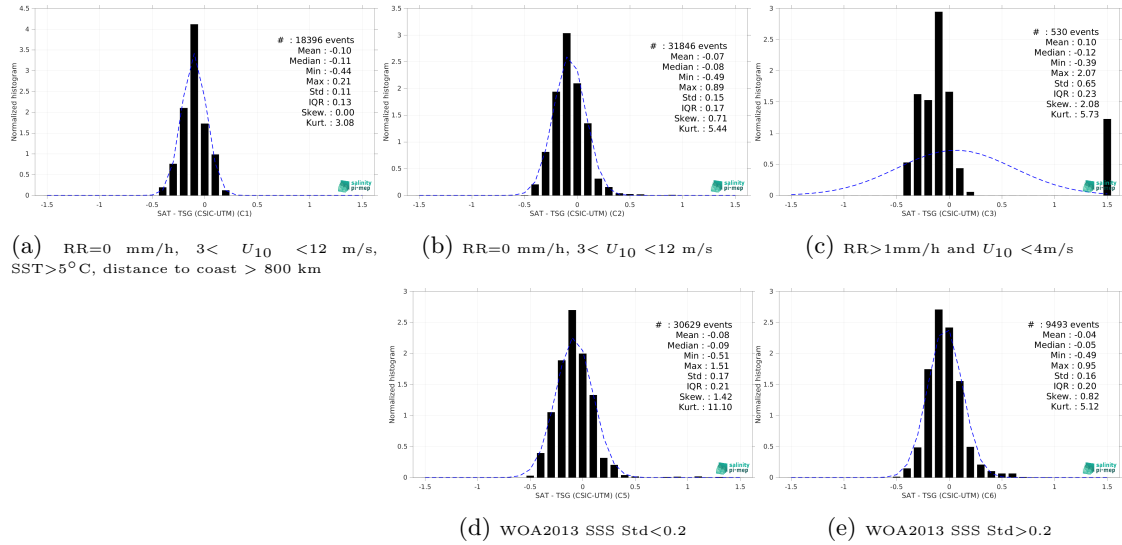 4.5
4
3.5
3
2.5
2
1.5
1
0.5
0
-1.5 -1 -0.5 0 0.5 1 1.5
Normalized histogram
SAT - TSG (CSIC-UTM) (C1)
# : 18396 events
Mean : -0.10
Median : -0.11
Min : -0.44
Max : 0.21
Std : 0.11
IQR : 0.13
Skew. : 0.00
Kurt. : 3.08
salinity
pi-mep
(a) RR=0 mm/h, 3< U10 <12 m/s,
SST>5°C, distance to coast > 800 km
3.5
3
2.5
2
1.5
1
0.5
0
-1.5 -1 -0.5 0 0.5 1 1.5
Normalized histogram
SAT - TSG (CSIC-UTM) (C2)
# : 31846 events
Mean : -0.07
Median : -0.08
Min : -0.49
Max : 0.89
Std : 0.15
IQR : 0.17
Skew. : 0.71
Kurt. : 5.44
salinity
pi-mep
(b) RR=0 mm/h, 3< U10 <12 m/s
3
2.5
2
1.5
1
0.5
0
-1.5 -1 -0.5 0 0.5 1 1.5
Normalized histogram
SAT - TSG (CSIC-UTM) (C3)
# : 530 events
Mean : 0.10
Median : -0.12
Min : -0.39
Max : 2.07
Std : 0.65
IQR : 0.23
Skew. : 2.08
Kurt. : 5.73
salinity
pi-mep
(c) RR>1mm/h and U10 <4m/s
3
2.5
2
1.5
1
0.5
0
-1.5 -1 -0.5 0 0.5 1 1.5
Normalized histogram
SAT - TSG (CSIC-UTM) (C5)
# : 30629 events
Mean : -0.08
Median : -0.09
Min : -0.51
Max : 1.51
Std : 0.17
IQR : 0.21
Skew. : 1.42
Kurt. : 11.10
salinity
pi-mep
(d) WOA2013 SSS Std<0.2
3
2.5
2
1.5
1
0.5
0
-1.5 -1 -0.5 0 0.5 1 1.5
Normalized histogram
SAT - TSG (CSIC-UTM) (C6)
# : 9493 events
Mean : -0.04
Median : -0.05
Min : -0.49
Max : 0.95
Std : 0.16
IQR : 0.20
Skew. : 0.82
Kurt. : 5.12
salinity
pi-mep
(e) WOA2013 SSS Std>0.2